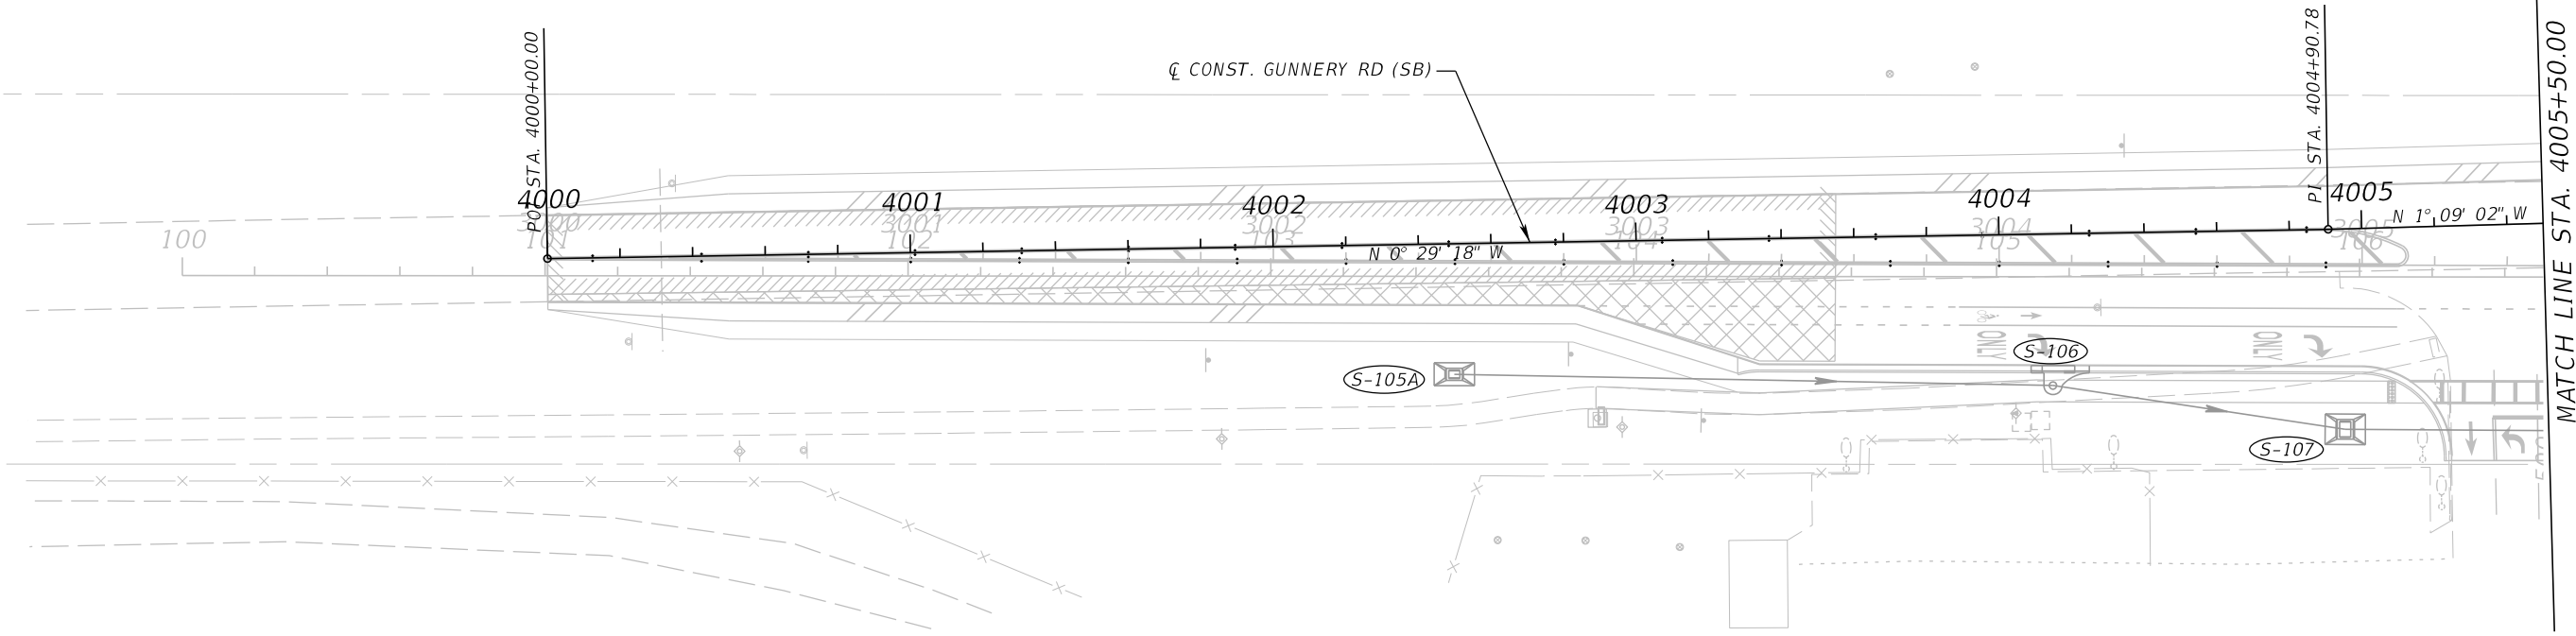 POT STA. 4000+00.00
℄ CONST. GUNNERY RD (SB)
PI STA. 4004+90.78
MATCH LINE STA. 4005+50.00
4000 4001 4002 4003 4004 4005
3000 3001 3002 3003 3004 3005
100 101 102 103 104 105 106
N 0° 29' 18" W
N 1° 09' 02" W
ONLY ONLY
S-105A
S-106
S-107